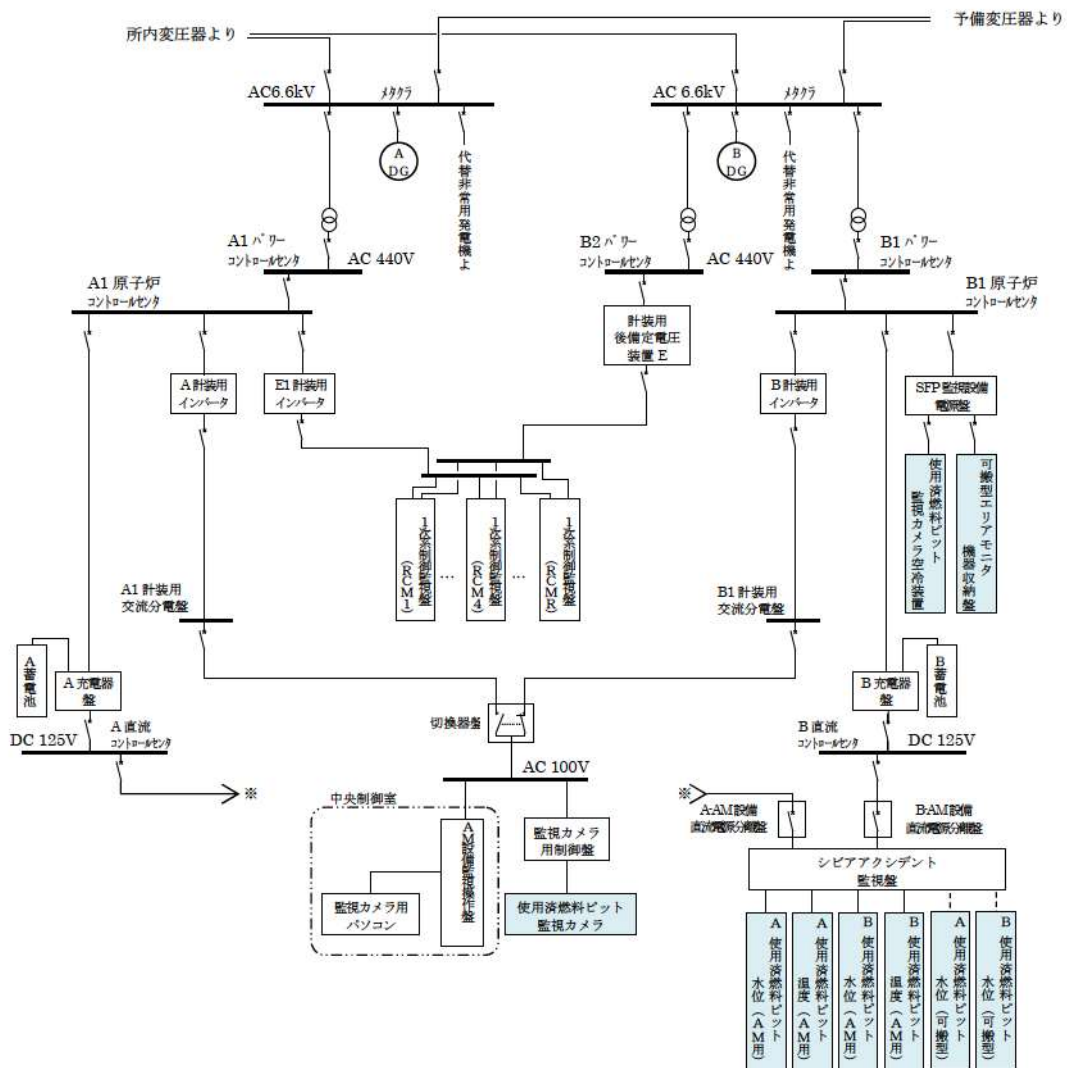 所内変圧器より
予備変圧器より
AC6.6kV
メタクラ
AC 6.6kV
メタクラ
A
DG
代替非常用発電機よ
B
DG
代替非常用発電機よ
A1 パワー
コントロールセンタ
AC 440V
B2 パワー
コントロールセンタ
AC 440V
B1 パワー
コントロールセンタ
A1 原子炉
コントロールセンタ
B1 原子炉
コントロールセンタ
計装用
後備定電圧
装置 E
A 計装用
インバータ
E1 計装用
インバータ
B 計装用
インバータ
SFP 監視設備
電源盤
使用済燃料ピット
監視カメラ空冷装置
可搬型エリアモニタ
機器収納盤
1次系制御監視盤
(RCM1)
…
1次系制御監視盤
(RCM4)
…
1次系制御監視盤
(RCMR)
A1 計装用
交流分電盤
B1 計装用
交流分電盤
A蓄電池
A 充電器
盤
B 充電器
盤
B蓄電池
切換器盤
DC 125V
A 直流
コントロールセンタ
B 直流
コントロールセンタ
DC 125V
AC 100V
※
※
中央制御室
A-AM設備
直流電源分離盤
B-AM設備
直流電源分離盤
AM設備監視操作盤
監視カメラ
用制御盤
シビアアクシデント
監視盤
監視カメラ用
パソコン
使用済燃料ピット
監視カメラ
A 使用済燃料ピット
水位(AM用)
A 使用済燃料ピット
温度(AM用)
B 使用済燃料ピット
水位(AM用)
B 使用済燃料ピット
温度(AM用)
A 使用済燃料ピット
水位(可搬型)
B 使用済燃料ピット
水位(可搬型)